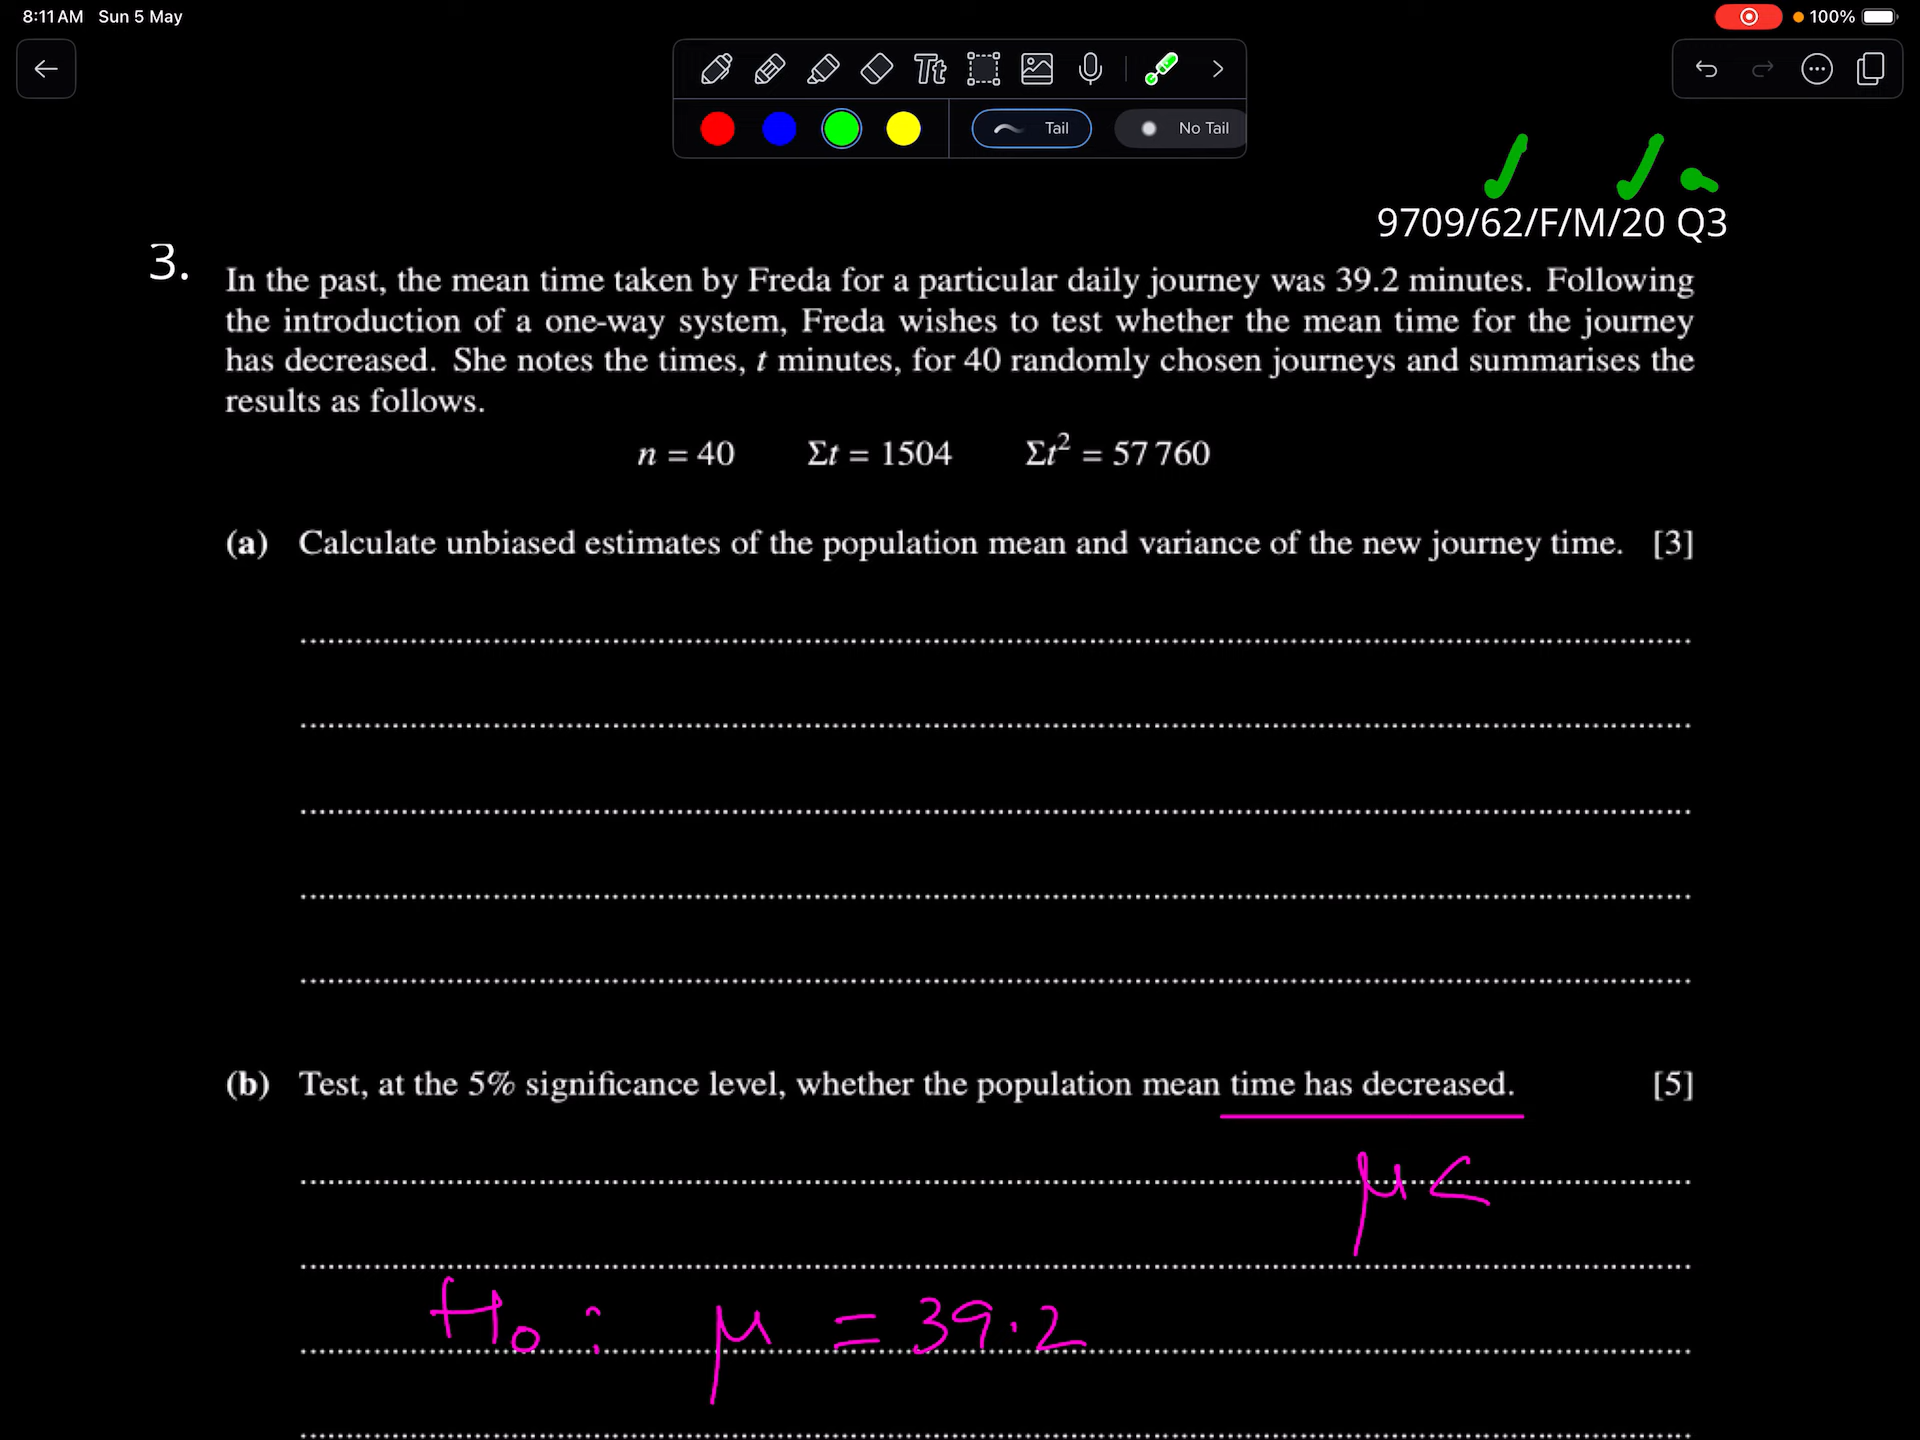 8:11 AM Sun 5 May
100%
Tt
Tail
No Tail
9709/62/F/M/20 Q3
3.
In the past, the mean time taken by Freda for a particular daily journey was 39.2 minutes. Following
the introduction of a one-way system, Freda wishes to test whether the mean time for the journey
has decreased. She notes the times, t minutes, for 40 randomly chosen journeys and summarises the
results as follows.
n = 40 Σt = 1504 Σt² = 57 760
(a) Calculate unbiased estimates of the population mean and variance of the new journey time. [3]
(b) Test, at the 5% significance level, whether the population mean time has decreased. [5]
μ <
H₀ : μ = 39.2